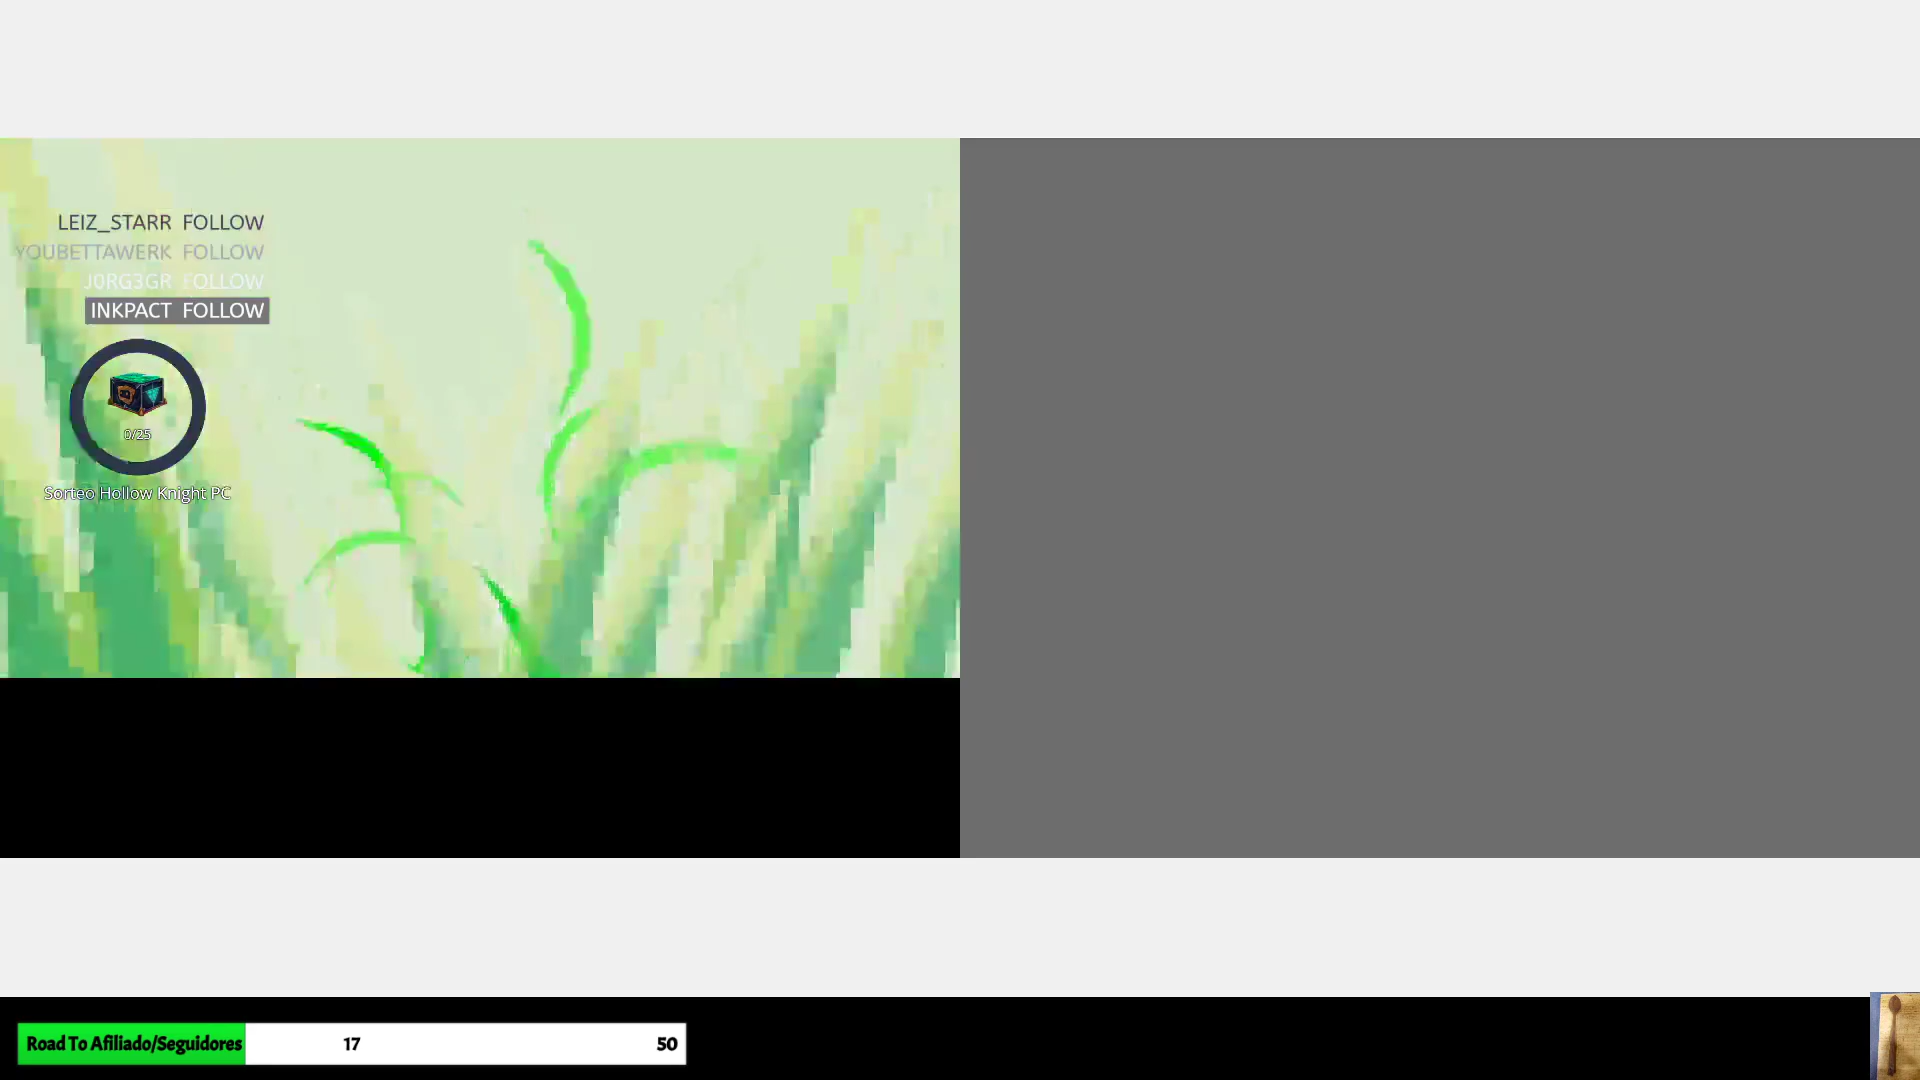 LEIZ_STARR FOLLOW
YOUBETTAWERK FOLLOW
J0RG3GR FOLLOW
INKPACT FOLLOW
0/25
Sorteo Hollow Knight PC
Road To Afiliado/Seguidores 17 50